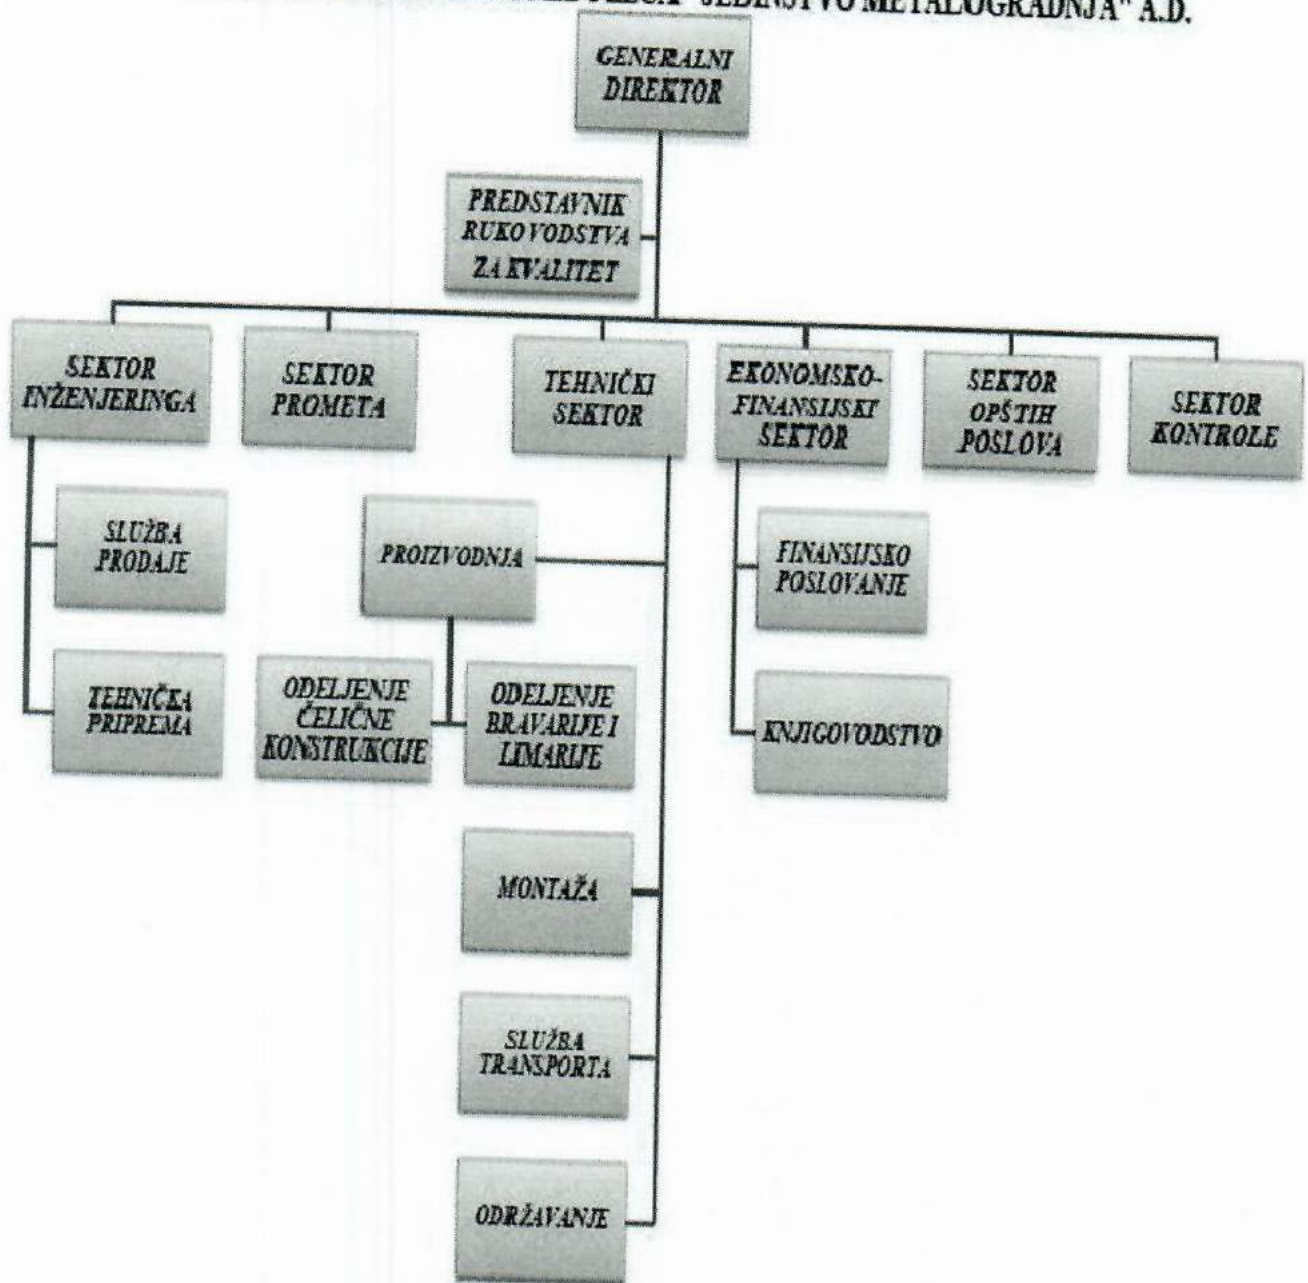 "JEDINSTVO METALOGRADNJA" A.D.
GENERALNI
DIREKTOR
PREDSTAVNIK
RUKOVODSTVA
ZA KVALITET
SEKTOR
INŽENJERINGA
SEKTOR
PROMETA
TEHNIČKI
SEKTOR
EKONOMSKO-
FINANSIJSKI
SEKTOR
SEKTOR
OPŠTIH
POSLOVA
SEKTOR
KONTROLE
SLUŽBA
PRODAJE
PROIZVODNJA
FINANSIJSKO
POSLOVANJE
TEHNIČKA
PRIPREMA
ODELJENJE
ČELIČNE
KONSTRUKCIJE
ODELJENJE
BRAVARIJE I
LIMARIJE
KNJIGOVODSTVO
MONTAŽA
SLUŽBA
TRANSPORTA
ODRŽAVANJE